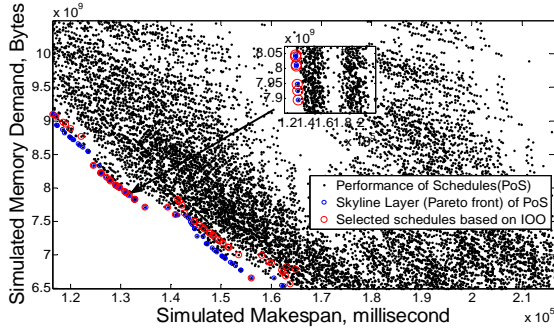 x 10^9
10
9.5
9
8.5
8
7.5
7
6.5
Simulated Memory Demand, Bytes
x 10^9
8.05
8
7.95
7.9
1.2 1.4 1.6 1.8 2
Performance of Schedules(PoS)
Skyline Layer (Pareto front) of PoS
Selected schedules based on IOO
1.2 1.3 1.4 1.5 1.6 1.7 1.8 1.9 2 2.1
Simulated Makespan, millisecond
x 10^5